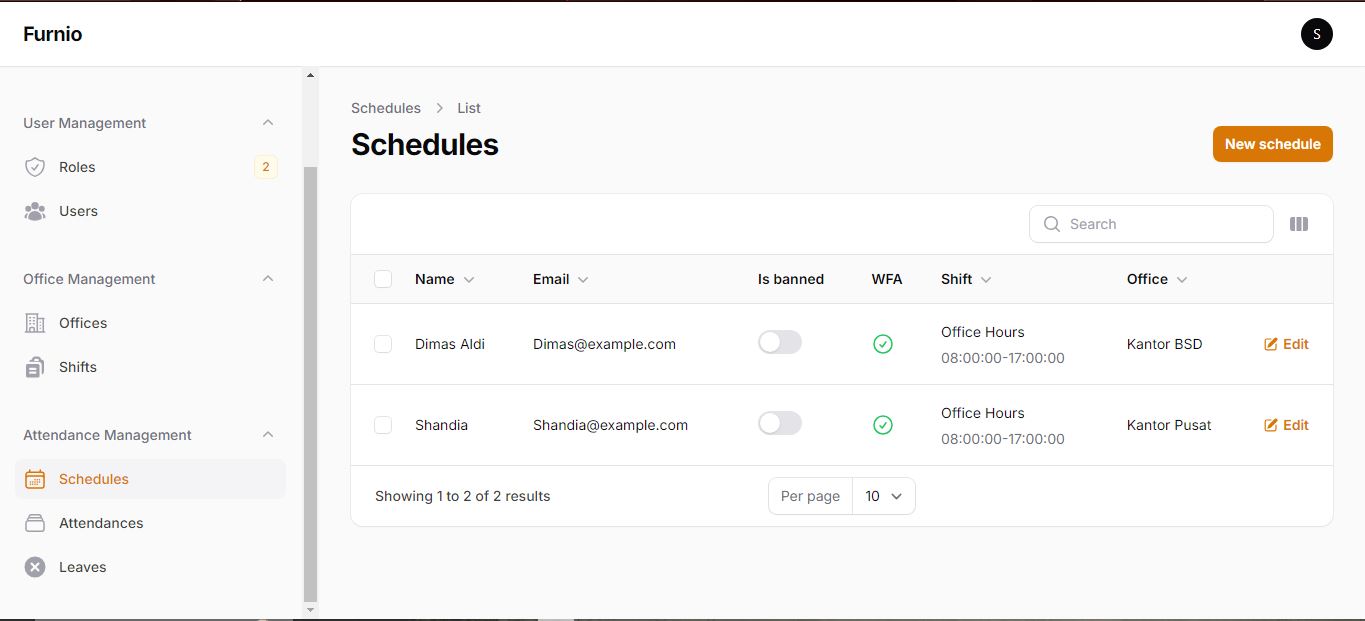 Furnio
S
User Management
Roles
2
Users
Office Management
Offices
Shifts
Attendance Management
Schedules
Attendances
Leaves
Schedules > List
Schedules
New schedule
Search
Name Email Is banned WFA Shift Office
Dimas Aldi Dimas@example.com Office Hours Kantor BSD Edit
08:00:00-17:00:00
Shandia Shandia@example.com Office Hours Kantor Pusat Edit
08:00:00-17:00:00
Showing 1 to 2 of 2 results
Per page 10